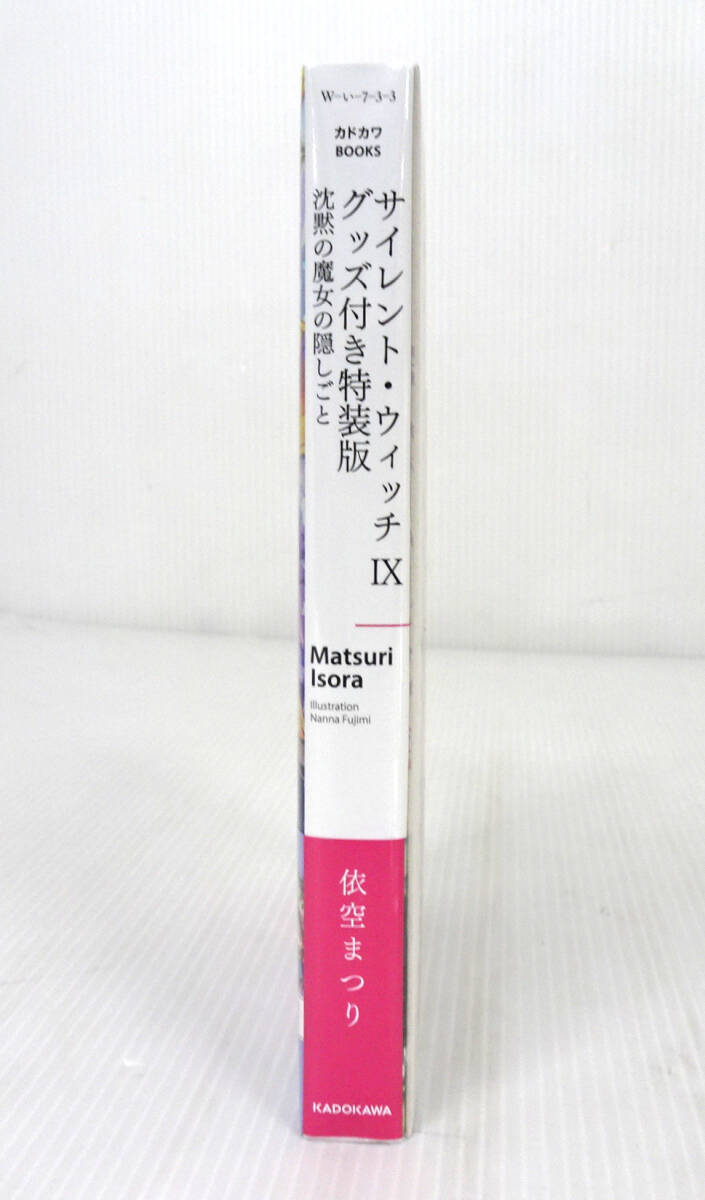 W-い-7-3-3
カドカワ
BOOKS
サイレント・ウィッチ IX
グッズ付き特装版
沈黙の魔女の隠しごと
Matsuri
Isora
Illustration
Nanna Fujimi
依空まつり
KADOKAWA